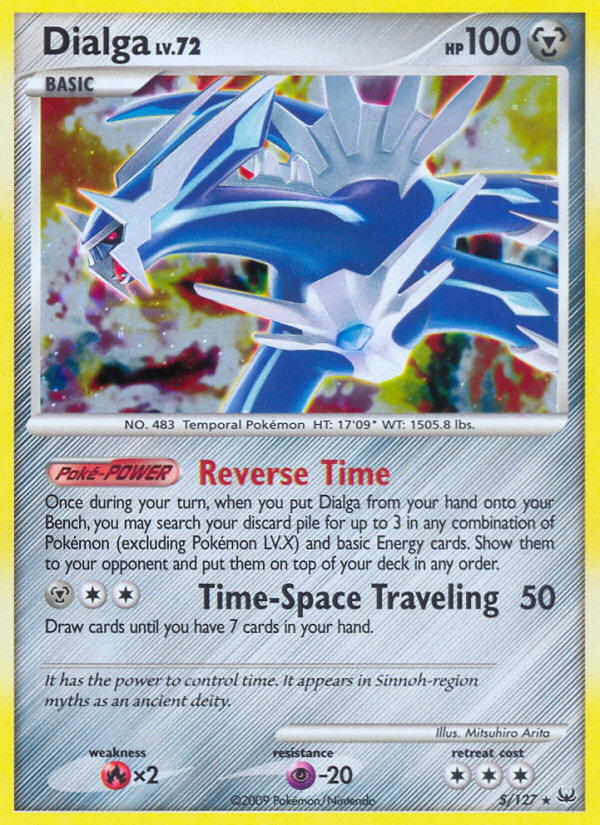 Dialga LV.72
HP 100
BASIC
NO. 483 Temporal Pokémon HT: 17'09" WT: 1505.8 lbs.
Poké-POWER Reverse Time
Once during your turn, when you put Dialga from your hand onto your
Bench, you may search your discard pile for up to 3 in any combination of
Pokémon (excluding Pokémon LV.X) and basic Energy cards. Show them
to your opponent and put them on top of your deck in any order.
Time-Space Traveling 50
Draw cards until you have 7 cards in your hand.
It has the power to control time. It appears in Sinnoh-region
myths as an ancient deity.
Illus. Mitsuhiro Arita
weakness resistance retreat cost
×2 -20
©2009 Pokémon/Nintendo 5/127 ★